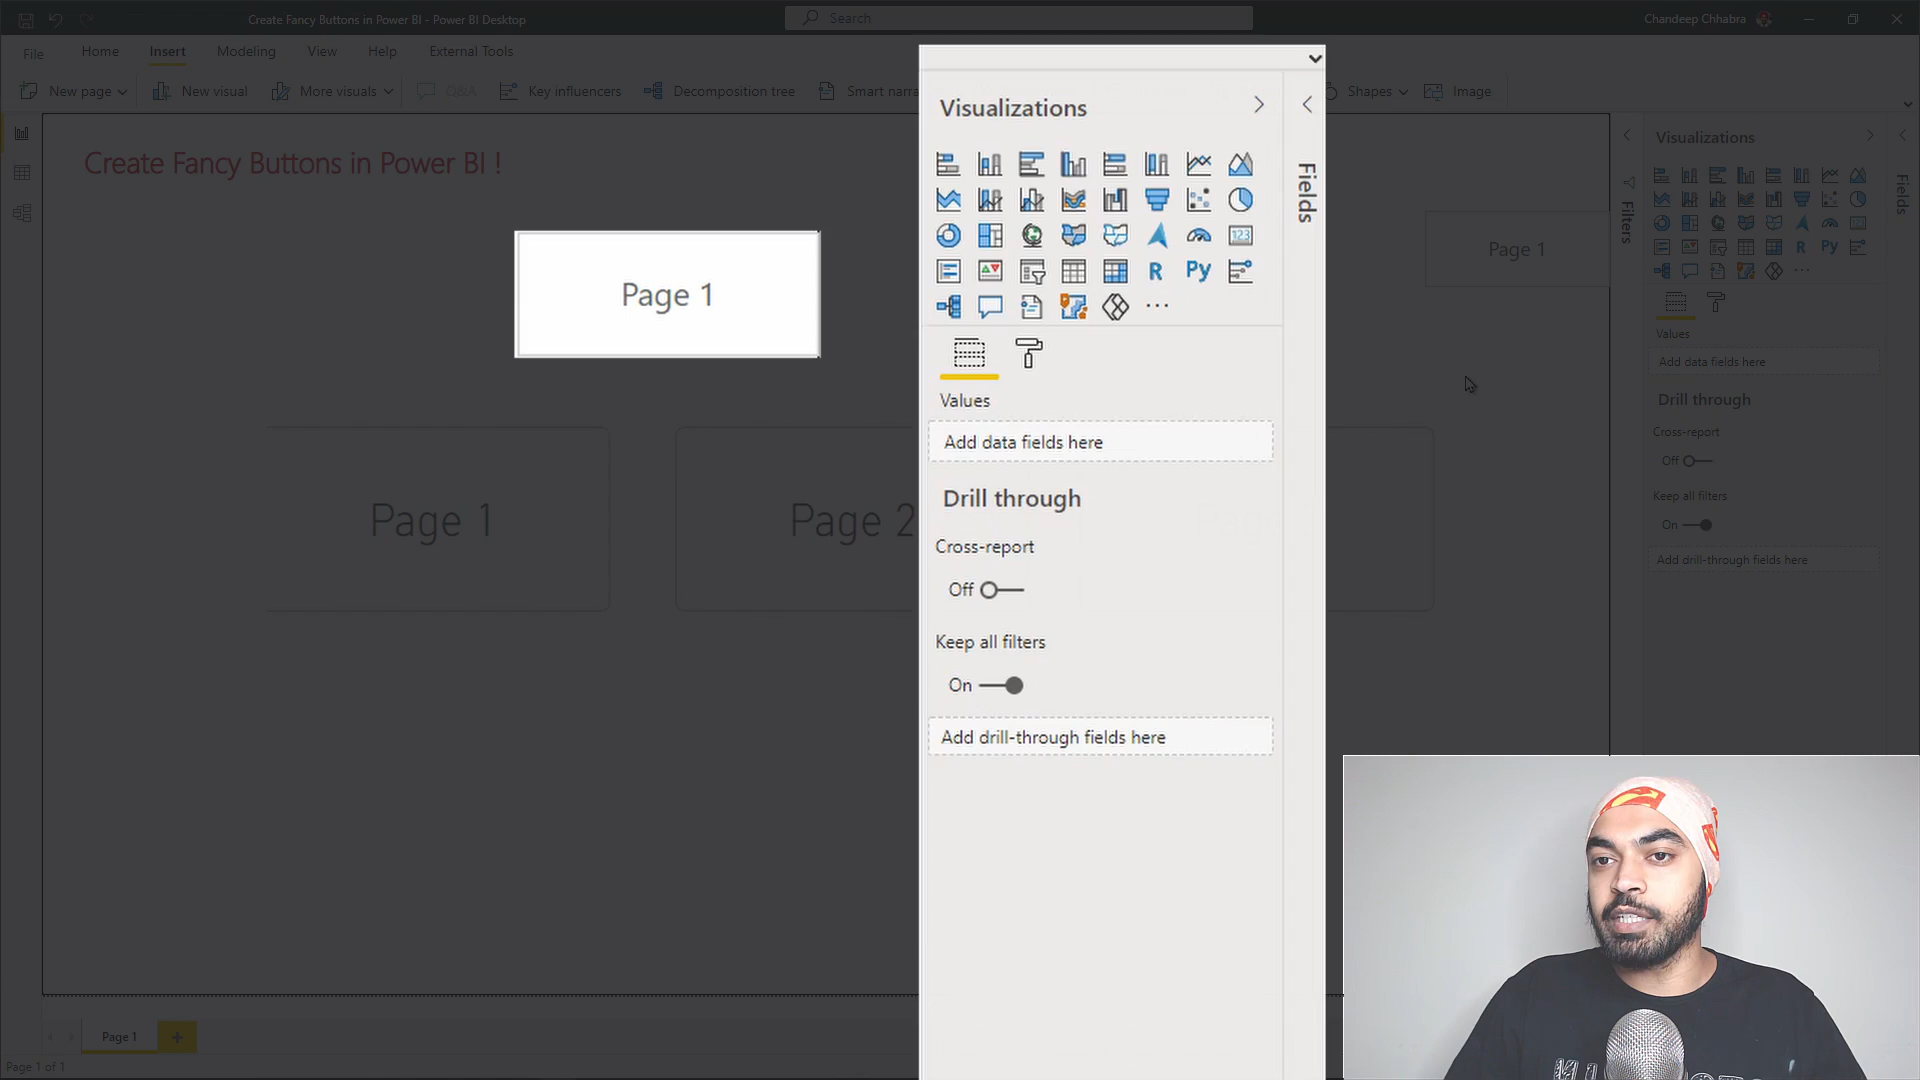 Create Fancy Buttons in Power BI - Power BI Desktop
Search
Chandeep Chhabra
File
Home
Insert
Modeling
View
Help
External Tools
New page
New visual
More visuals
Q&A
Key influencers
Decomposition tree
Smart narra
Shapes
Image
Create Fancy Buttons in Power BI !
Page 1
Page 1
Page 2
Visualizations
Fields
123
R
Py
Values
Add data fields here
Drill through
Cross-report
Off
Keep all filters
On
Add drill-through fields here
Page 1
Filters
Visualizations
Fields
R
Py
Values
Add data fields here
Drill through
Cross-report
Off
Keep all filters
On
Add drill-through fields here
Page 1
Page 1 of 1